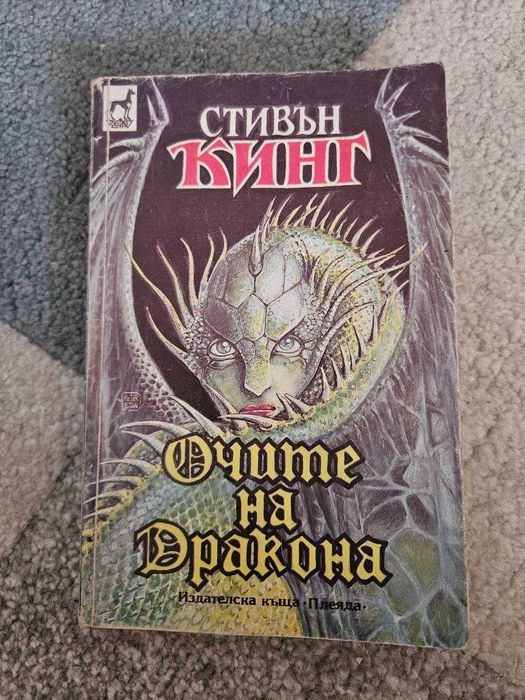 СТИВЪН
КИНГ
Очите
на
Дракона
Издателска къща · Плеяда ·